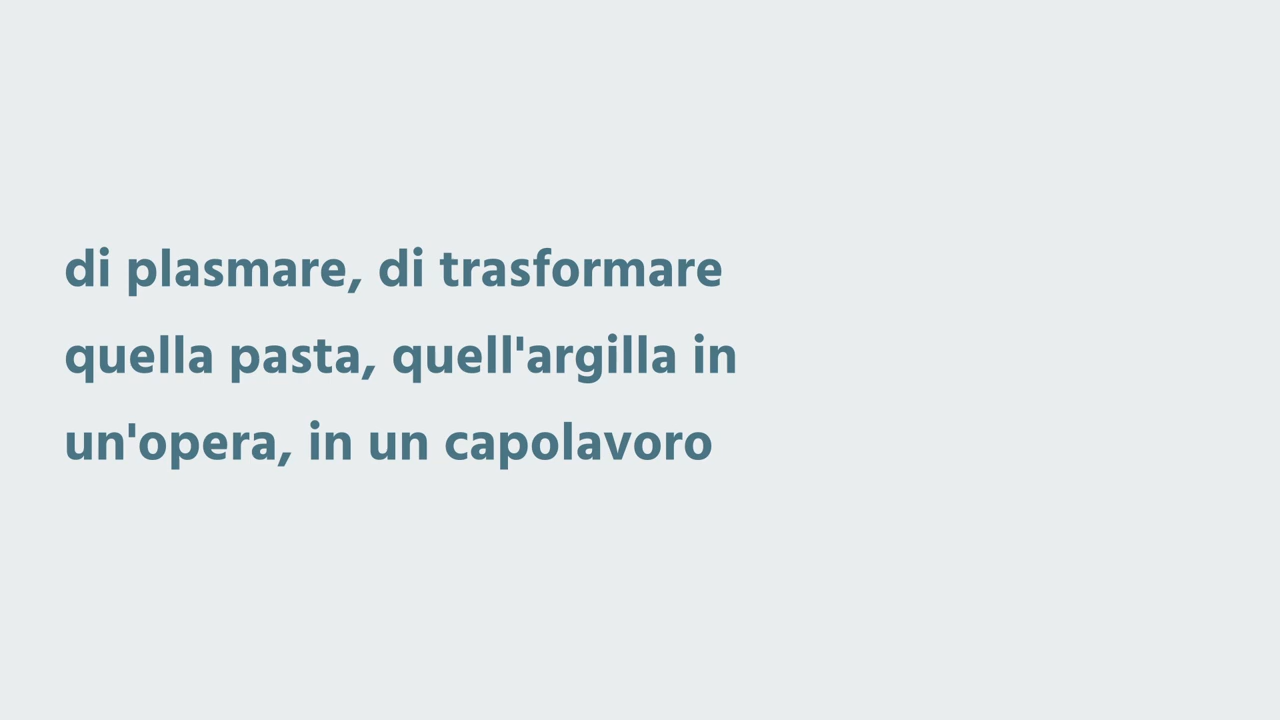 di plasmare, di trasformare
quella pasta, quell'argilla in
un'opera, in un capolavoro